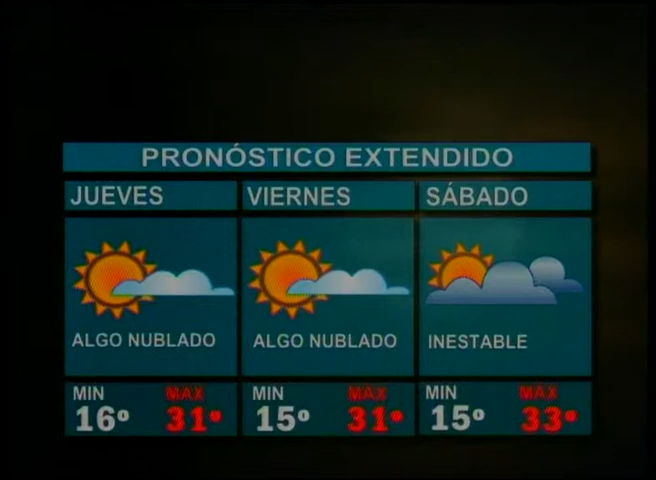 PRONÓSTICO EXTENDIDO
JUEVES
VIERNES
SÁBADO
ALGO NUBLADO
ALGO NUBLADO
INESTABLE
MIN MAX
16º 31º
MIN MAX
15º 31º
MIN MAX
15º 33º